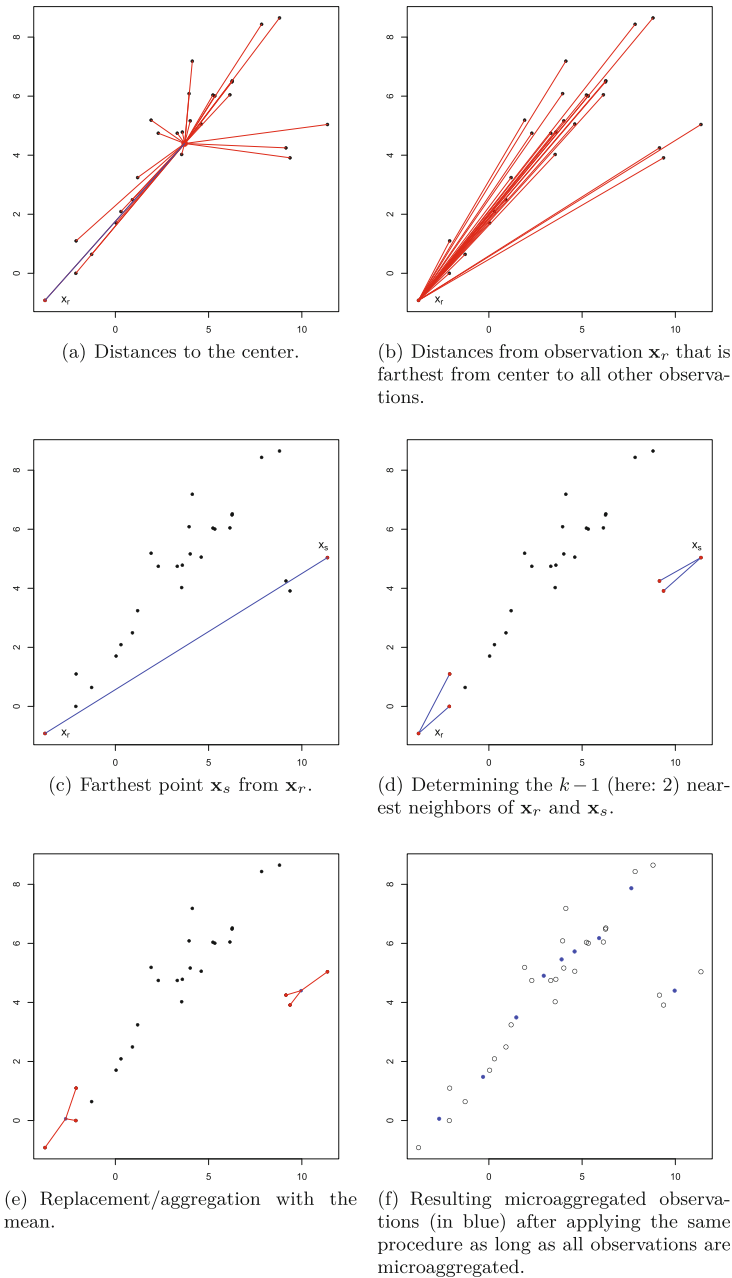 0 2 4 6 8
x_r
0 5 10
(a) Distances to the center.
0 2 4 6 8
x_r
0 5 10
(b) Distances from observation x_r that is
farthest from center to all other observa-
tions.
0 2 4 6 8
x_s
x_r
0 5 10
(c) Farthest point x_s from x_r.
0 2 4 6 8
x_s
x_r
0 5 10
(d) Determining the k − 1 (here: 2) near-
est neighbors of x_r and x_s.
0 2 4 6 8
0 5 10
(e) Replacement/aggregation with the
mean.
0 2 4 6 8
0 5 10
(f) Resulting microaggregated observa-
tions (in blue) after applying the same
procedure as long as all observations are
microaggregated.